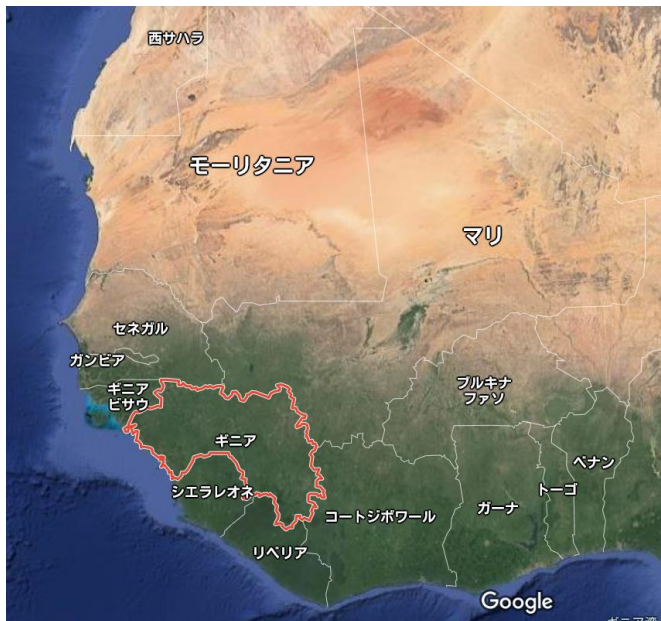 西サハラ
モーリタニア
マリ
セネガル
ガンビア
ギニア
ビサウ
ブルキナ
ファソ
ギニア
ベナン
シエラレオネ
トーゴ
ガーナ
コートジボワール
リベリア
Google